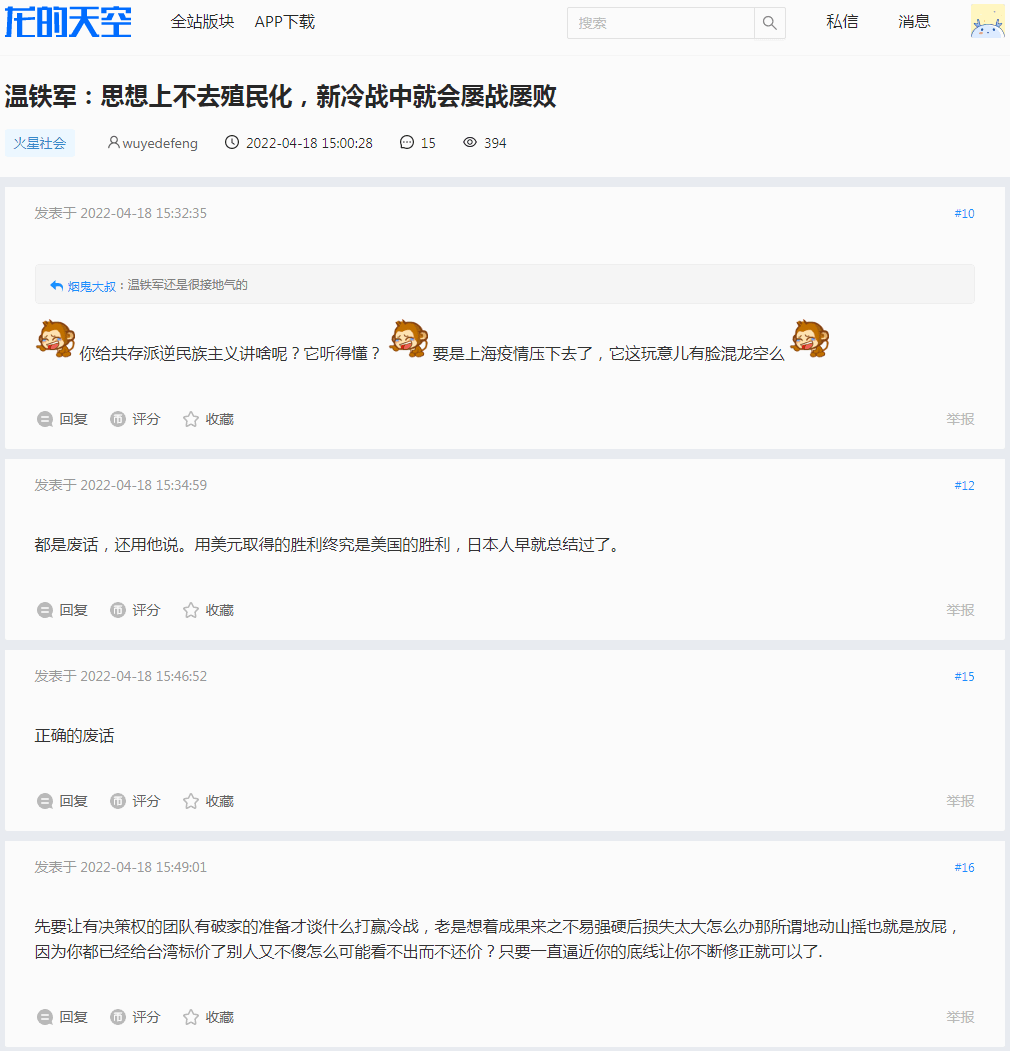 龙的天空 全站版块 APP下载 搜索 私信 消息
温铁军：思想上不去殖民化，新冷战中就会屡战屡败
火星社会 wuyedefeng 2022-04-18 15:00:28 15 394
发表于 2022-04-18 15:32:35 #10
烟鬼大叔：温铁军还是很接地气的
你给共存派逆民族主义讲啥呢？它听得懂？ 要是上海疫情压下去了，它这玩意儿有脸混龙空么
回复 币 评分 收藏 举报
发表于 2022-04-18 15:34:59 #12
都是废话，还用他说。用美元取得的胜利终究是美国的胜利，日本人早就总结过了。
回复 币 评分 收藏 举报
发表于 2022-04-18 15:46:52 #15
正确的废话
回复 币 评分 收藏 举报
发表于 2022-04-18 15:49:01 #16
先要让有决策权的团队有破家的准备才谈什么打赢冷战，老是想着成果来之不易强硬后损失太大怎么办那所谓地动山摇也就是放屁，
因为你都已经给台湾标价了别人又不傻怎么可能看不出而不还价？只要一直逼近你的底线让你不断修正就可以了.
回复 币 评分 收藏 举报